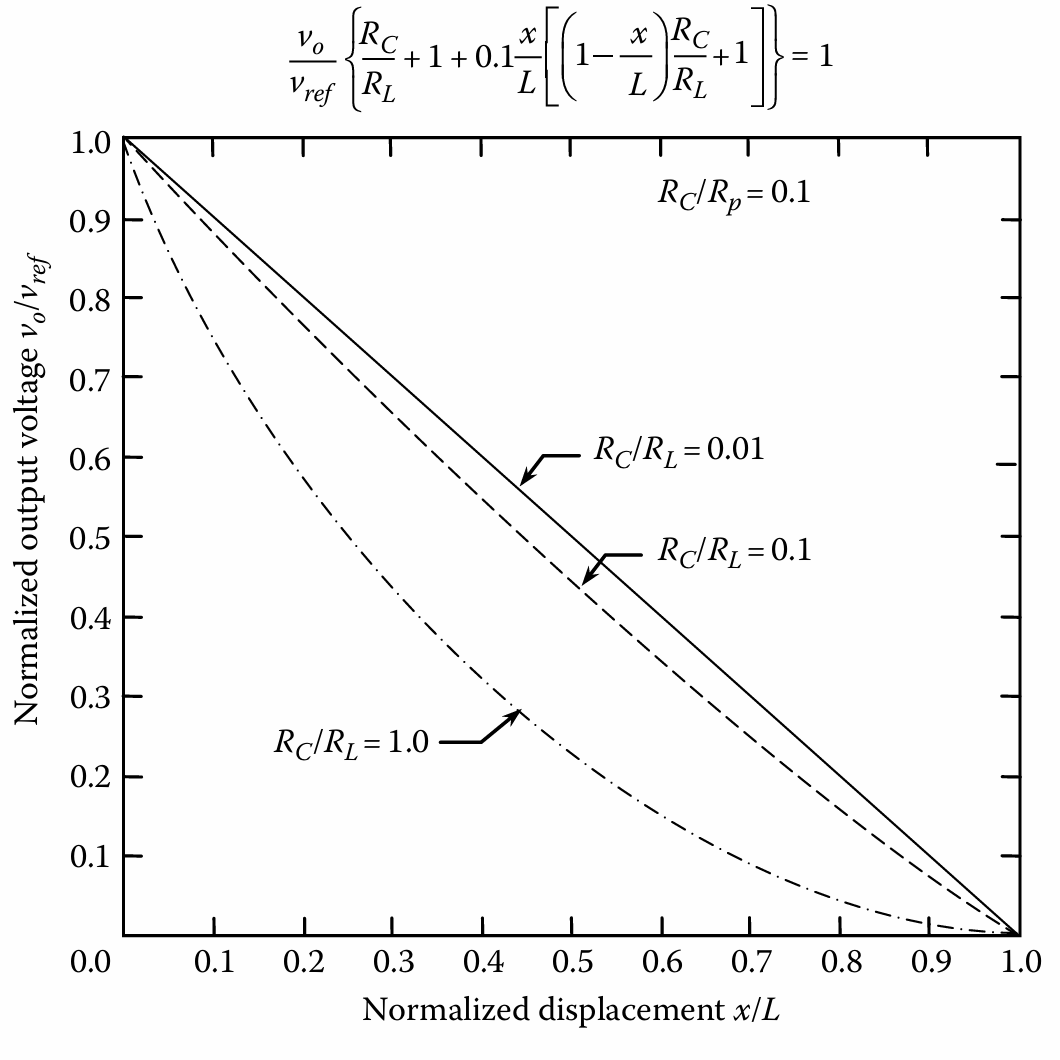 v_o/v_ref {R_C/R_L + 1 + 0.1 x/L [(1 − x/L) R_C/R_L + 1]} = 1
1.0
R_C/R_p = 0.1
0.9
0.8
0.7
R_C/R_L = 0.01
0.6
R_C/R_L = 0.1
0.5
0.4
0.3
R_C/R_L = 1.0
0.2
0.1
Normalized output voltage v_o/v_ref
0.0 0.1 0.2 0.3 0.4 0.5 0.6 0.7 0.8 0.9 1.0
Normalized displacement x/L